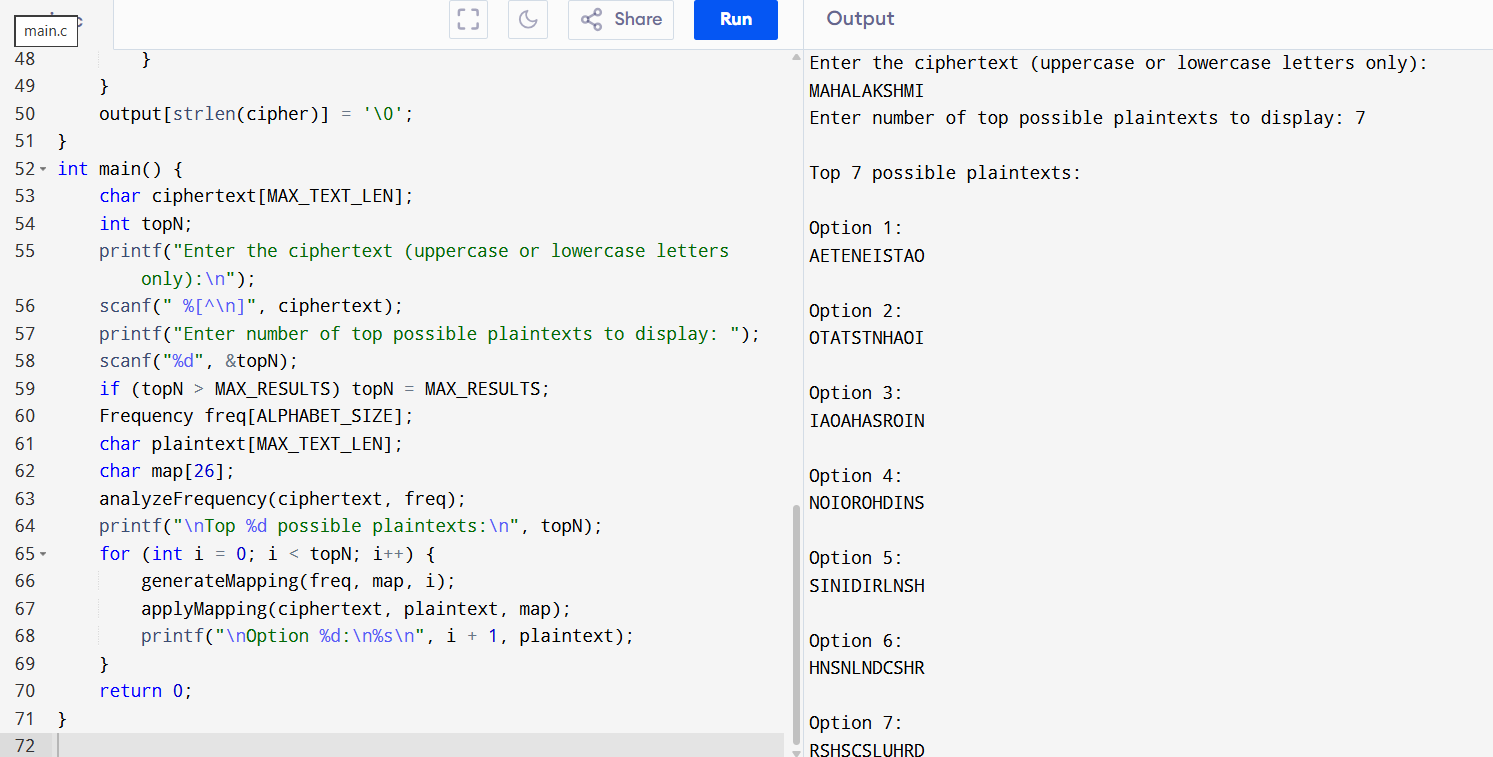 main.c
Share
Run
48 }
49 }
50 output[strlen(cipher)] = '\0';
51 }
52 int main() {
53 char ciphertext[MAX_TEXT_LEN];
54 int topN;
55 printf("Enter the ciphertext (uppercase or lowercase letters
only):\n");
56 scanf(" %[^\n]", ciphertext);
57 printf("Enter number of top possible plaintexts to display: ");
58 scanf("%d", &topN);
59 if (topN > MAX_RESULTS) topN = MAX_RESULTS;
60 Frequency freq[ALPHABET_SIZE];
61 char plaintext[MAX_TEXT_LEN];
62 char map[26];
63 analyzeFrequency(ciphertext, freq);
64 printf("\nTop %d possible plaintexts:\n", topN);
65 for (int i = 0; i < topN; i++) {
66 generateMapping(freq, map, i);
67 applyMapping(ciphertext, plaintext, map);
68 printf("\nOption %d:\n%s\n", i + 1, plaintext);
69 }
70 return 0;
71 }
72
Output
Enter the ciphertext (uppercase or lowercase letters only):
MAHALAKSHMI
Enter number of top possible plaintexts to display: 7
Top 7 possible plaintexts:
Option 1:
AETENEISTAO
Option 2:
OTATSTNHAOI
Option 3:
IAOAHASROIN
Option 4:
NOIOROHDINS
Option 5:
SINIDIRLNSH
Option 6:
HNSNLNDCSHR
Option 7:
RSHSCSLUHRD